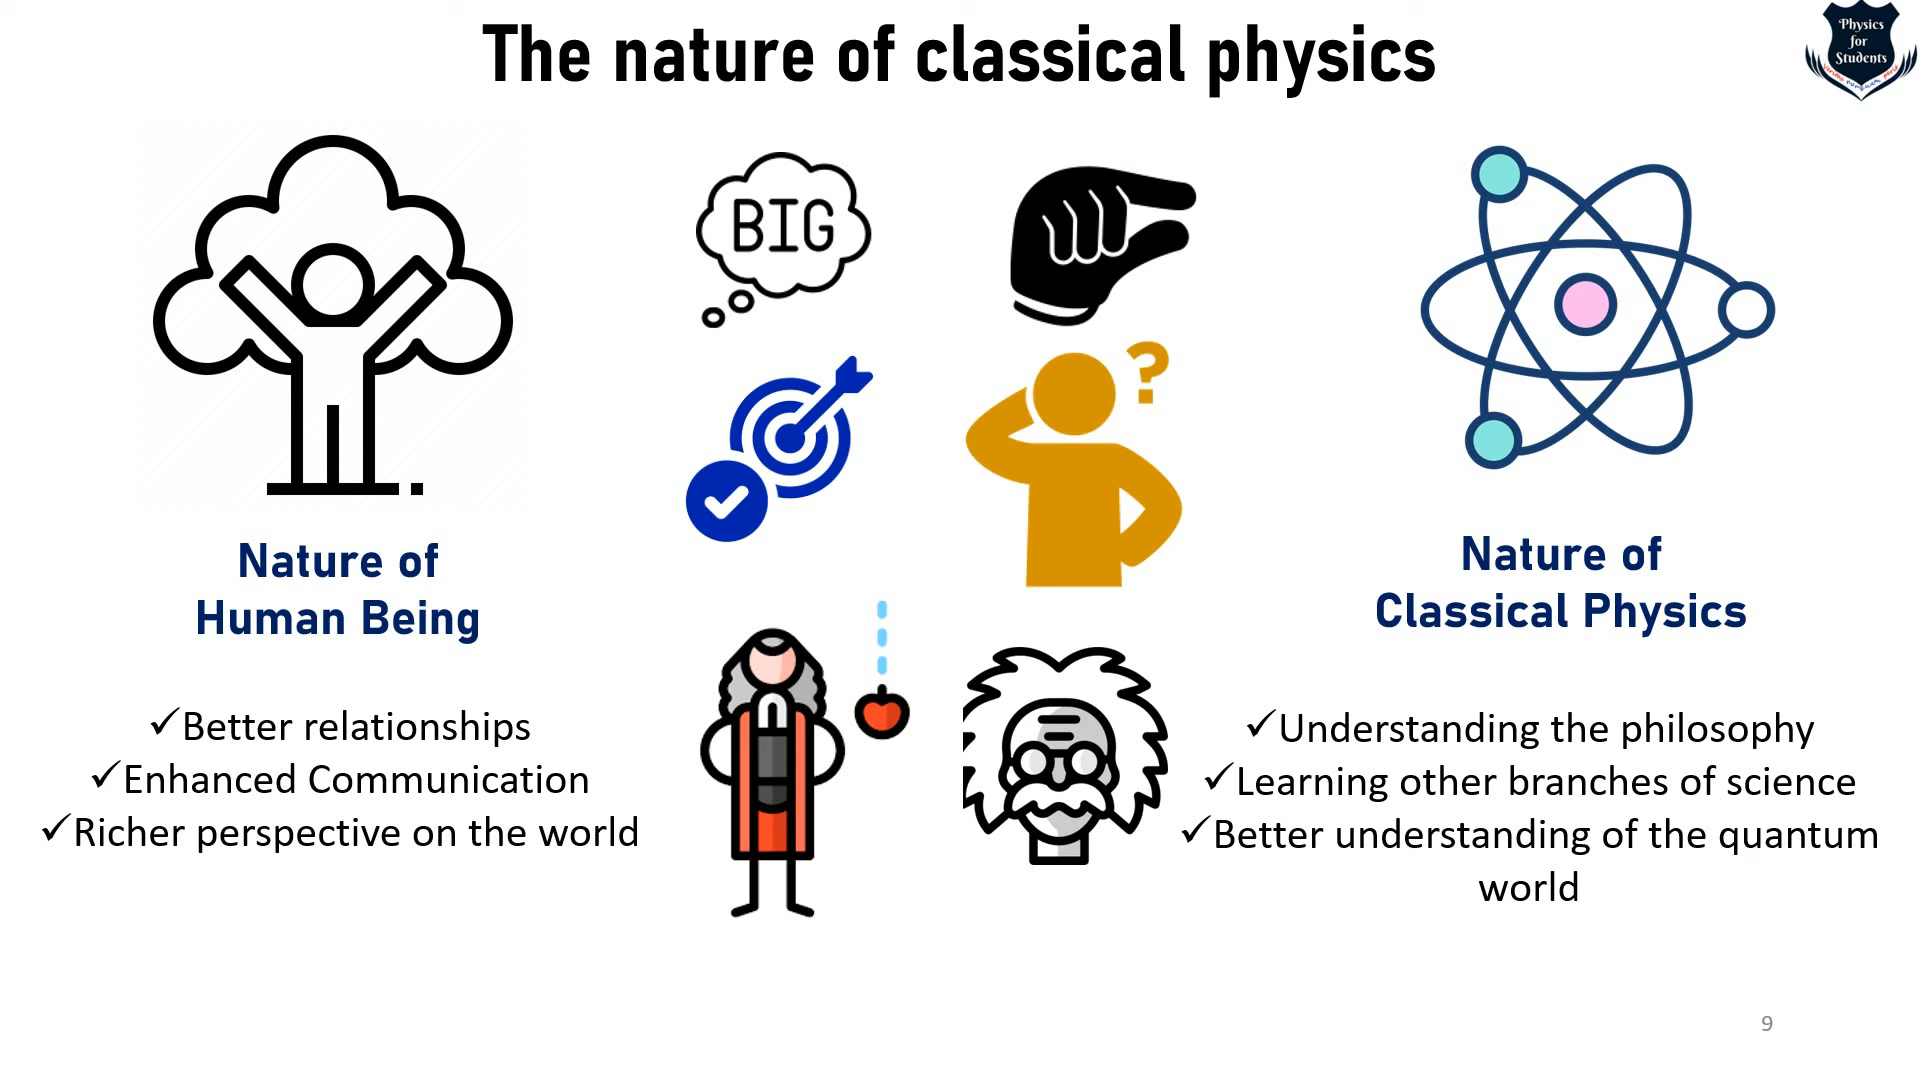 The nature of classical physics
Physics
for
Students
BIG
?
Nature of
Human Being
✓Better relationships
✓Enhanced Communication
✓Richer perspective on the world
Nature of
Classical Physics
✓Understanding the philosophy
✓Learning other branches of science
✓Better understanding of the quantum
world
9